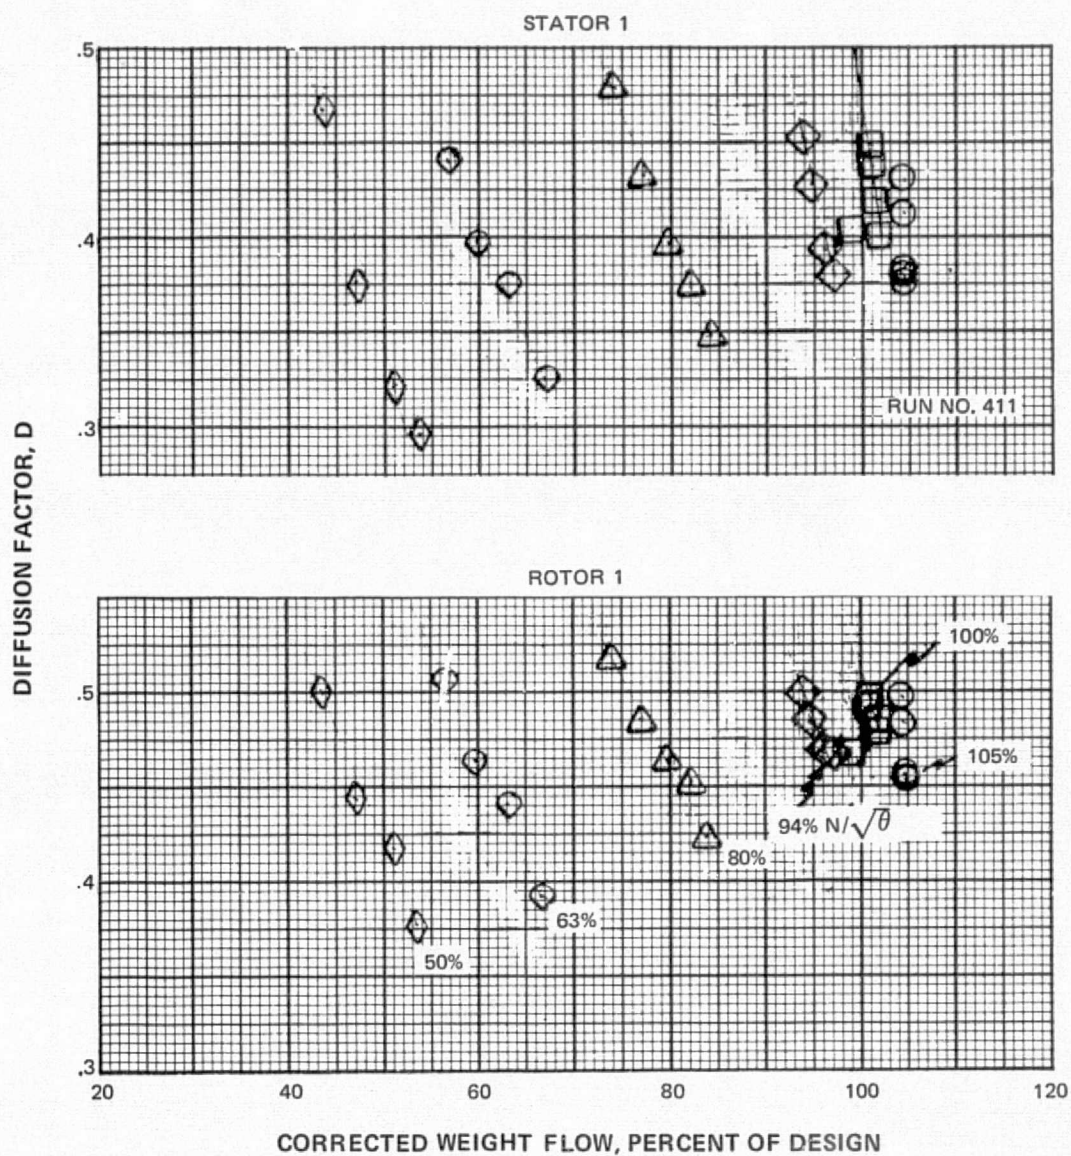 STATOR 1
.5
.4
.3
RUN NO. 411
DIFFUSION FACTOR, D
ROTOR 1
100%
.5
105%
94% N/√θ
80%
.4
63%
50%
.3
20 40 60 80 100 120
CORRECTED WEIGHT FLOW, PERCENT OF DESIGN